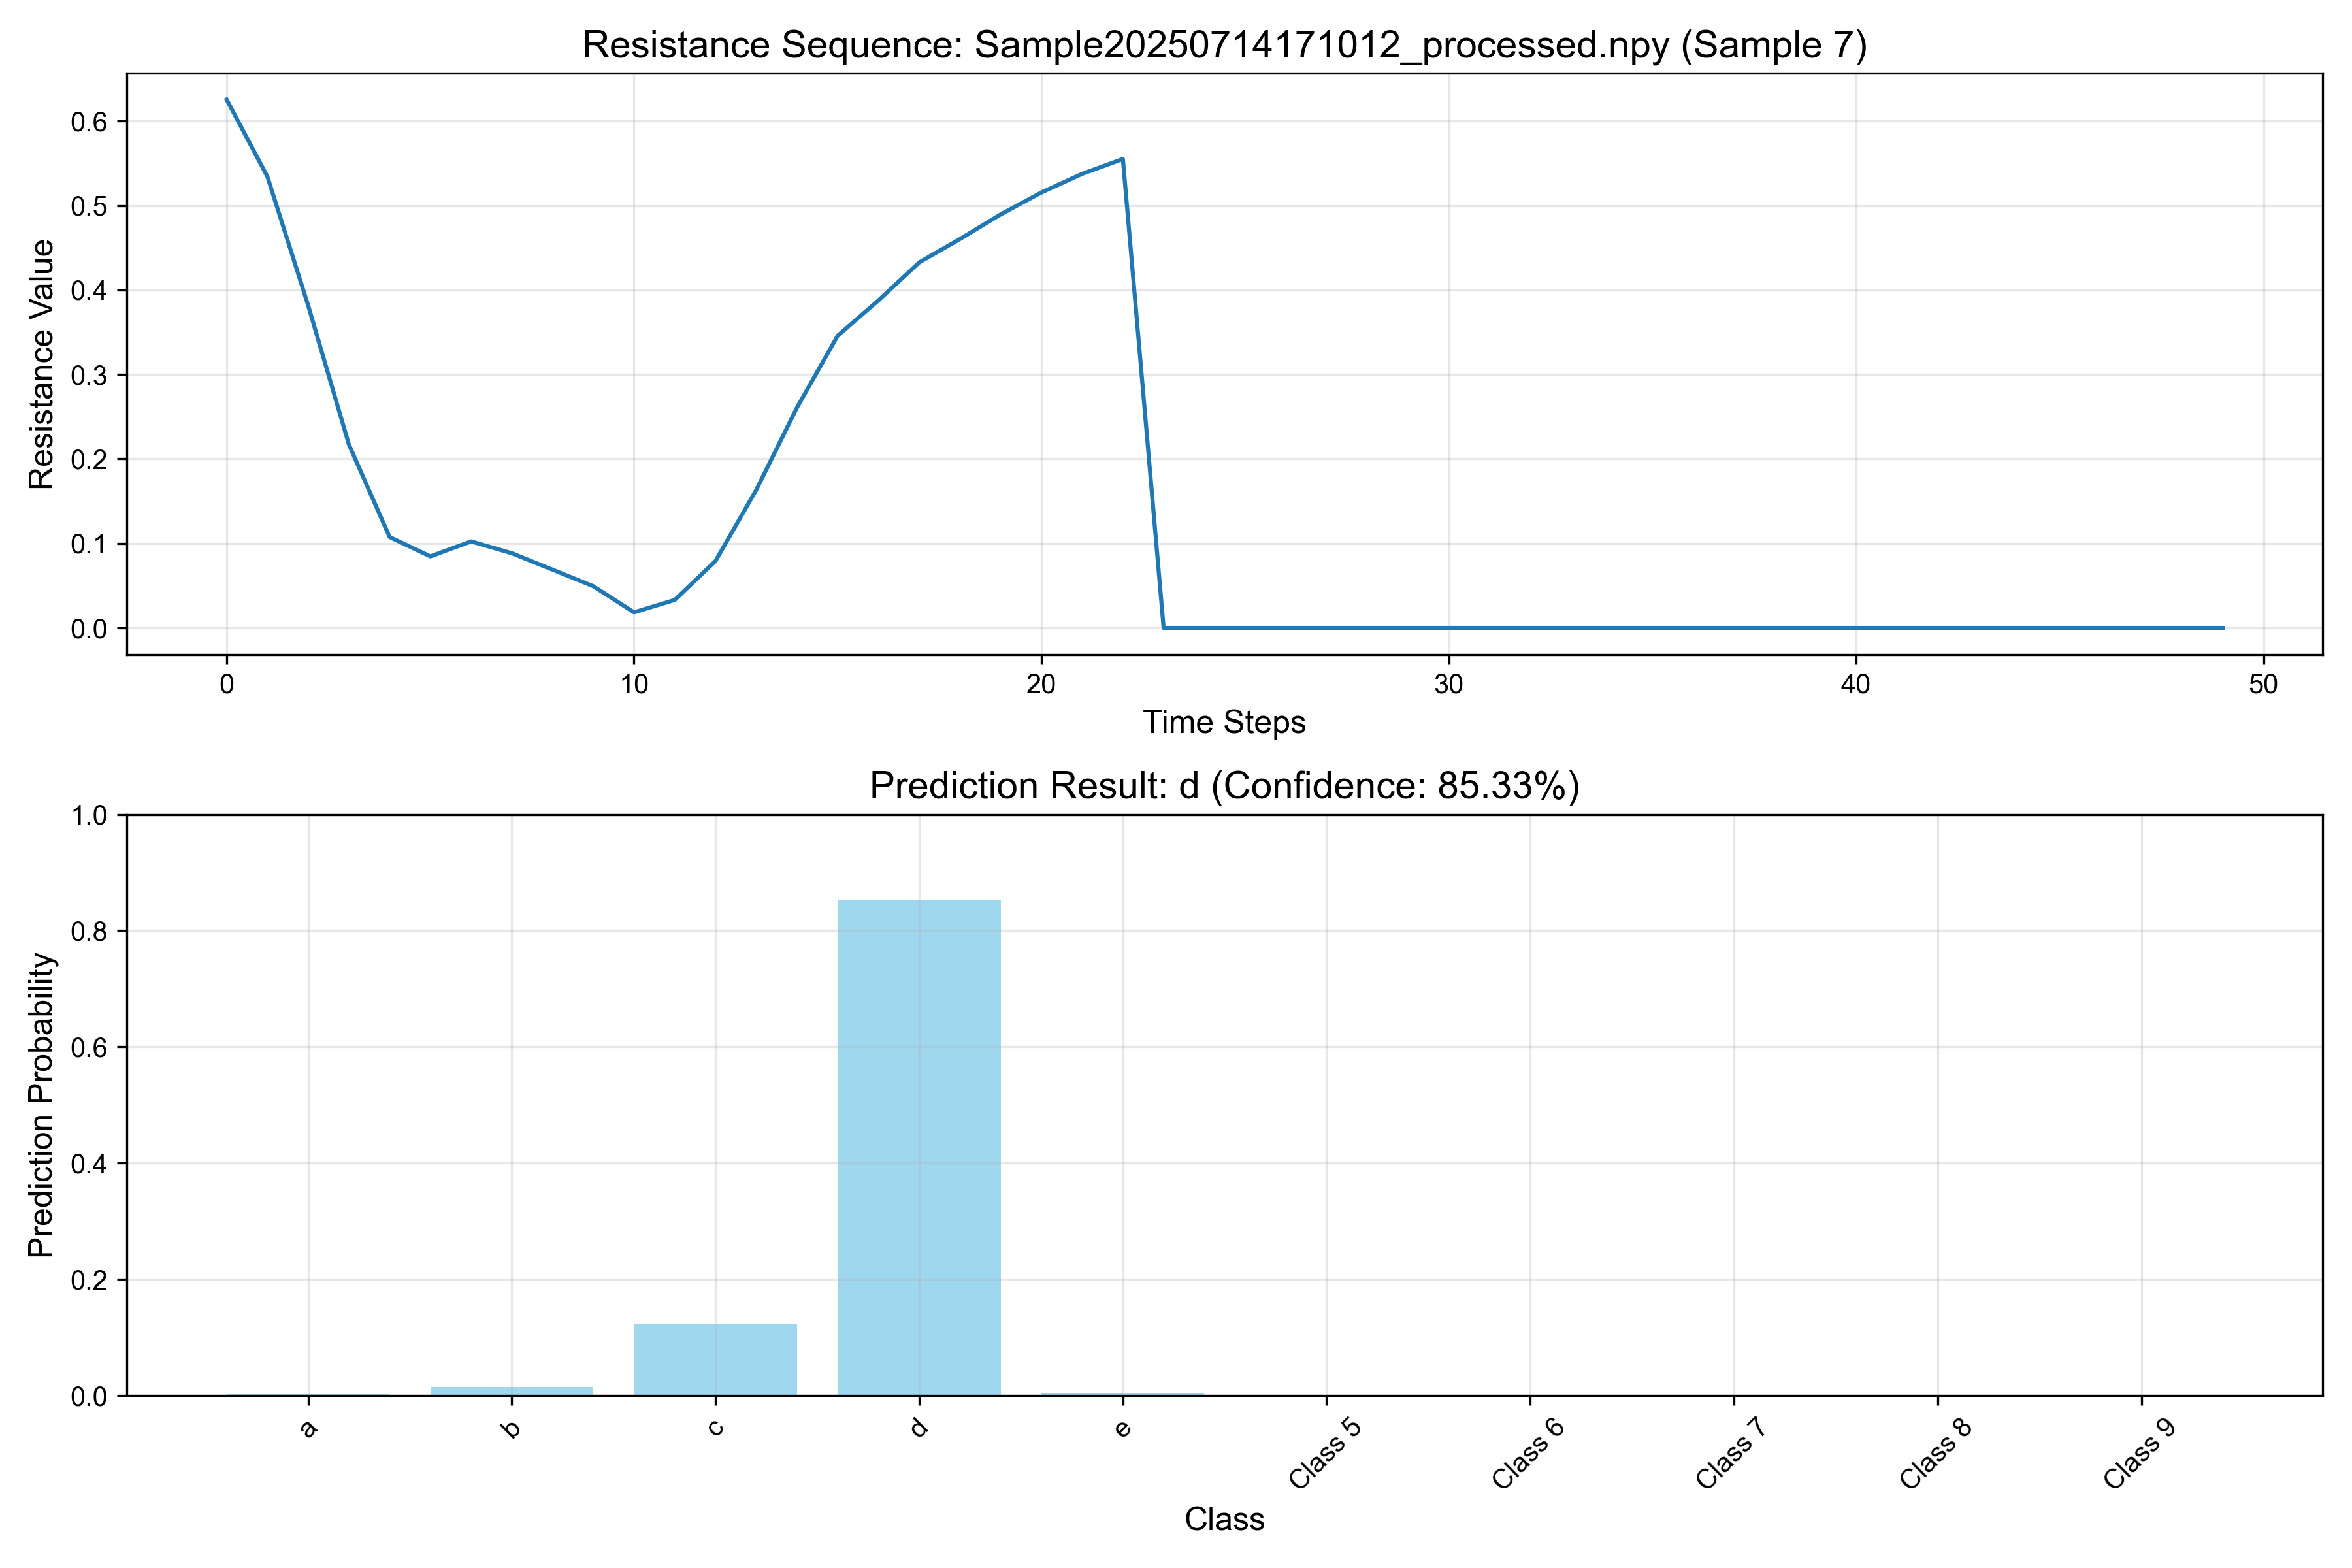 Resistance Sequence: Sample20250714171012_processed.npy (Sample 7)
Resistance Value
0.6
0.5
0.4
0.3
0.2
0.1
0.0
0 10 20 30 40 50
Time Steps
Prediction Result: d (Confidence: 85.33%)
Prediction Probability
1.0
0.8
0.6
0.4
0.2
0.0
a b c d e Class 5 Class 6 Class 7 Class 8 Class 9
Class